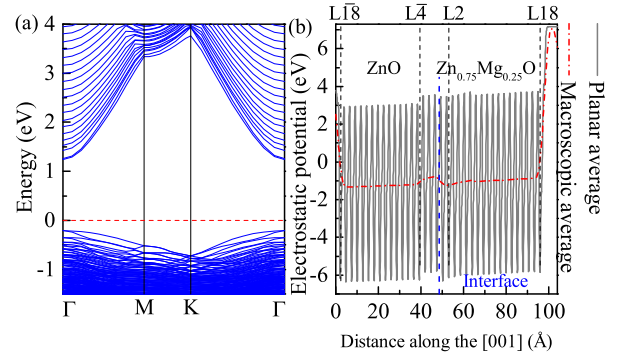 (a)
4
3
2
1
0
-1
Energy (eV)
Γ M K Γ
(b)
L1̄8̄ L4̄ L2 L18
ZnO
Zn0.75Mg0.25O
6
4
2
0
-2
-4
-6
Electrostatic potential (eV)
Interface
0 20 40 60 80 100
Distance along the [001] (Å)
Macroscopic average
Planar average